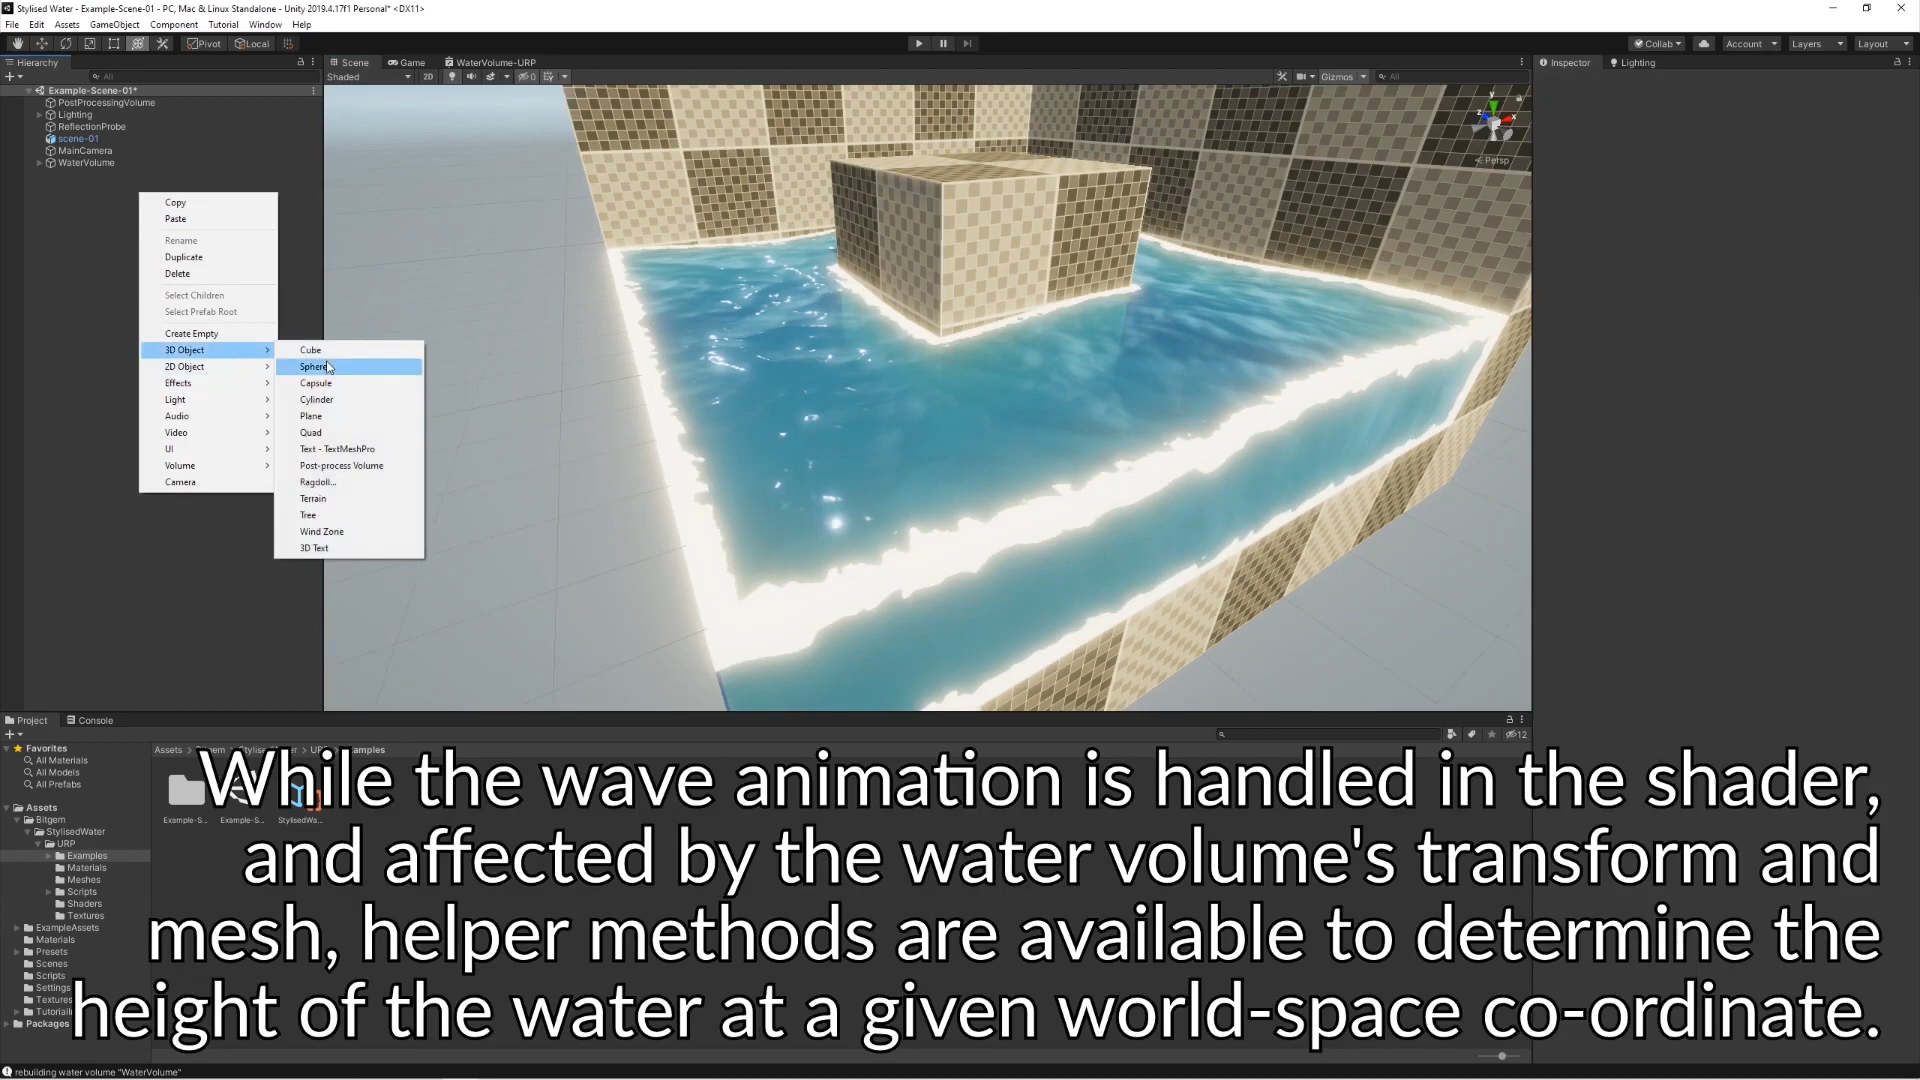 Stylised Water - Example-Scene-01 - PC, Mac & Linux Standalone - Unity 2019.4.17f1 Personal* <DX11>
File Edit Assets GameObject Component Tutorial Window Help
Pivot Local Collab Account Layers Layout
Hierarchy
All
Example-Scene-01*
PostProcessingVolume
Lighting
ReflectionProbe
scene-01
MainCamera
WaterVolume
Copy
Paste
Rename
Duplicate
Delete
Select Children
Select Prefab Root
Create Empty
3D Object
2D Object
Effects
Light
Audio
Video
UI
Volume
Camera
Cube
Sphere
Capsule
Cylinder
Plane
Quad
Text - TextMeshPro
Post-process Volume
Ragdoll...
Terrain
Tree
Wind Zone
3D Text
Scene Game WaterVolume-URP
Shaded 2D 0 Gizmos All
y
z x
< Persp
Inspector Lighting
Project Console
12
Favorites
All Materials
All Models
All Prefabs
Assets
Bitgem
StylisedWater
URP
Examples
Materials
Meshes
Scripts
Shaders
Textures
ExampleAssets
Materials
Presets
Scenes
Scripts
Settings
Packages
Assets >
Example-S... Example-S... StylisedWa...
While the wave animation is handled in the shader,
and affected by the water volume's transform and
mesh, helper methods are available to determine the
height of the water at a given world-space co-ordinate.
rebuilding water volume "WaterVolume"